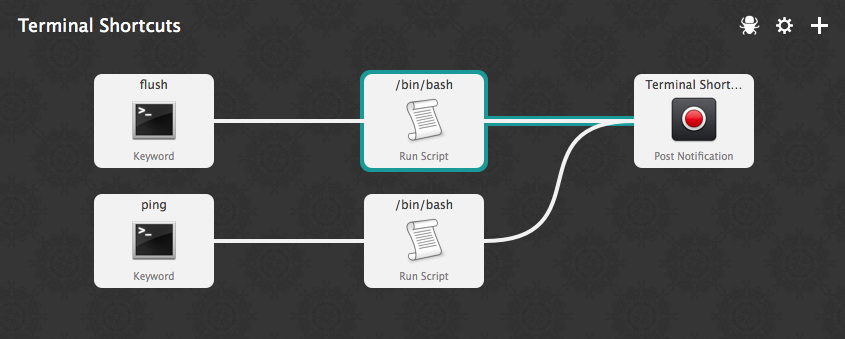 Terminal Shortcuts
flush
Keyword
/bin/bash
Run Script
Terminal Short...
Post Notification
ping
Keyword
/bin/bash
Run Script